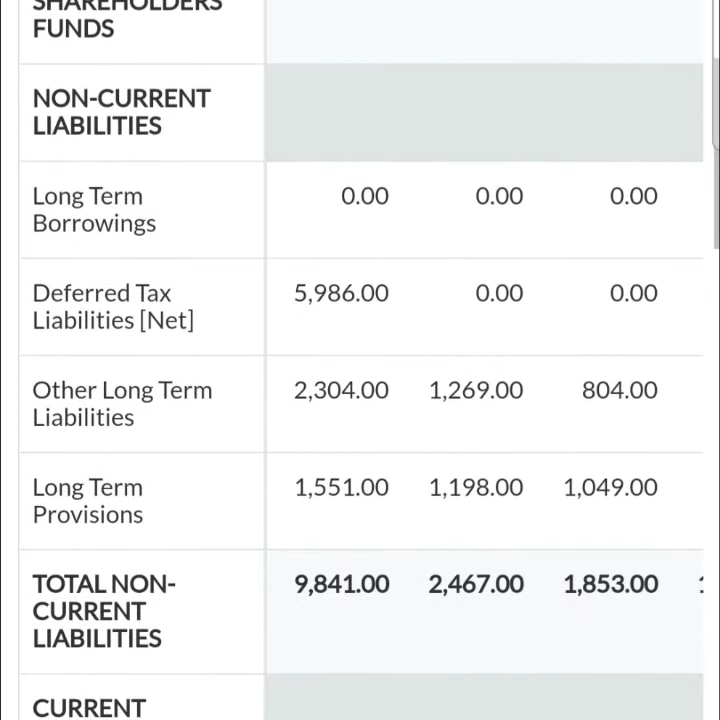 SHAREHOLDERS
FUNDS
NON-CURRENT
LIABILITIES
Long Term
Borrowings
0.00 0.00 0.00
Deferred Tax
Liabilities [Net]
5,986.00 0.00 0.00
Other Long Term
Liabilities
2,304.00 1,269.00 804.00
Long Term
Provisions
1,551.00 1,198.00 1,049.00
TOTAL NON-
CURRENT
LIABILITIES
9,841.00 2,467.00 1,853.00
CURRENT